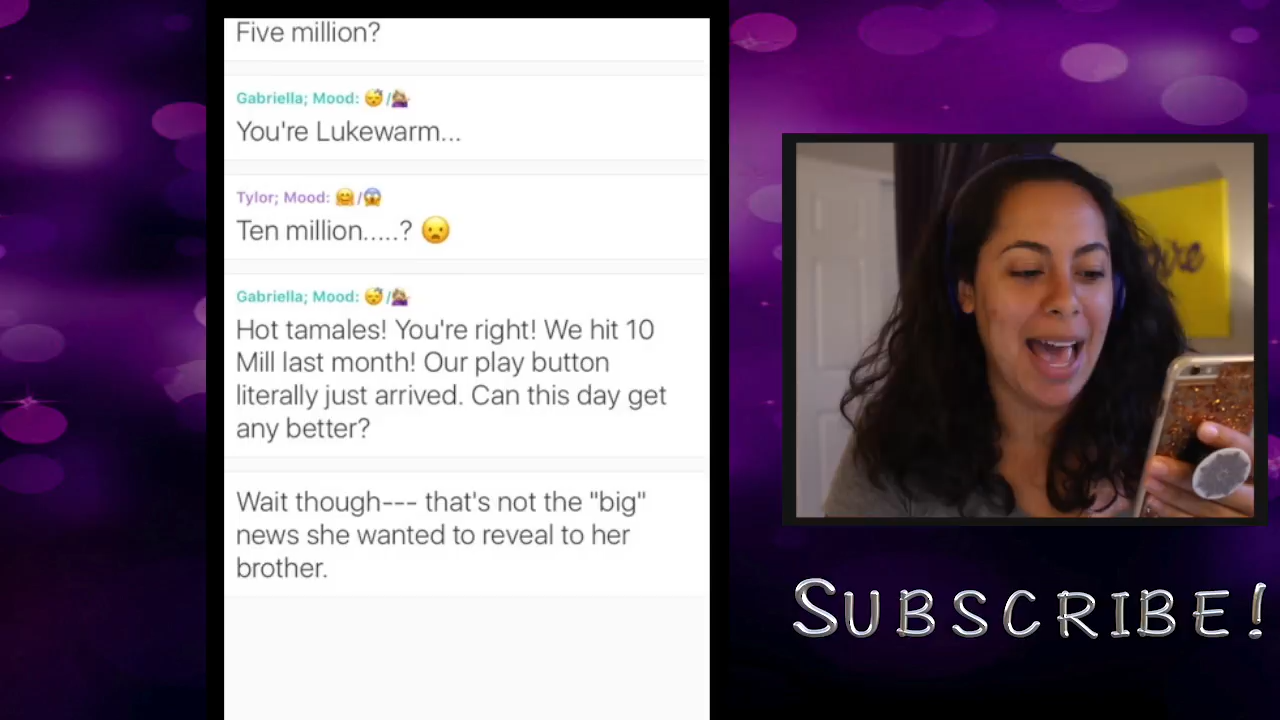 Five million?
Gabriella; Mood: 😴/🤷🏼‍♀️
You're Lukewarm...
Tylor; Mood: 🤗/😱
Ten million.....? 😦
Gabriella; Mood: 😴/🤷🏼‍♀️
Hot tamales! You're right! We hit 10
Mill last month! Our play button
literally just arrived. Can this day get
any better?
Wait though--- that's not the "big"
news she wanted to reveal to her
brother.
SUBSCRIBE!